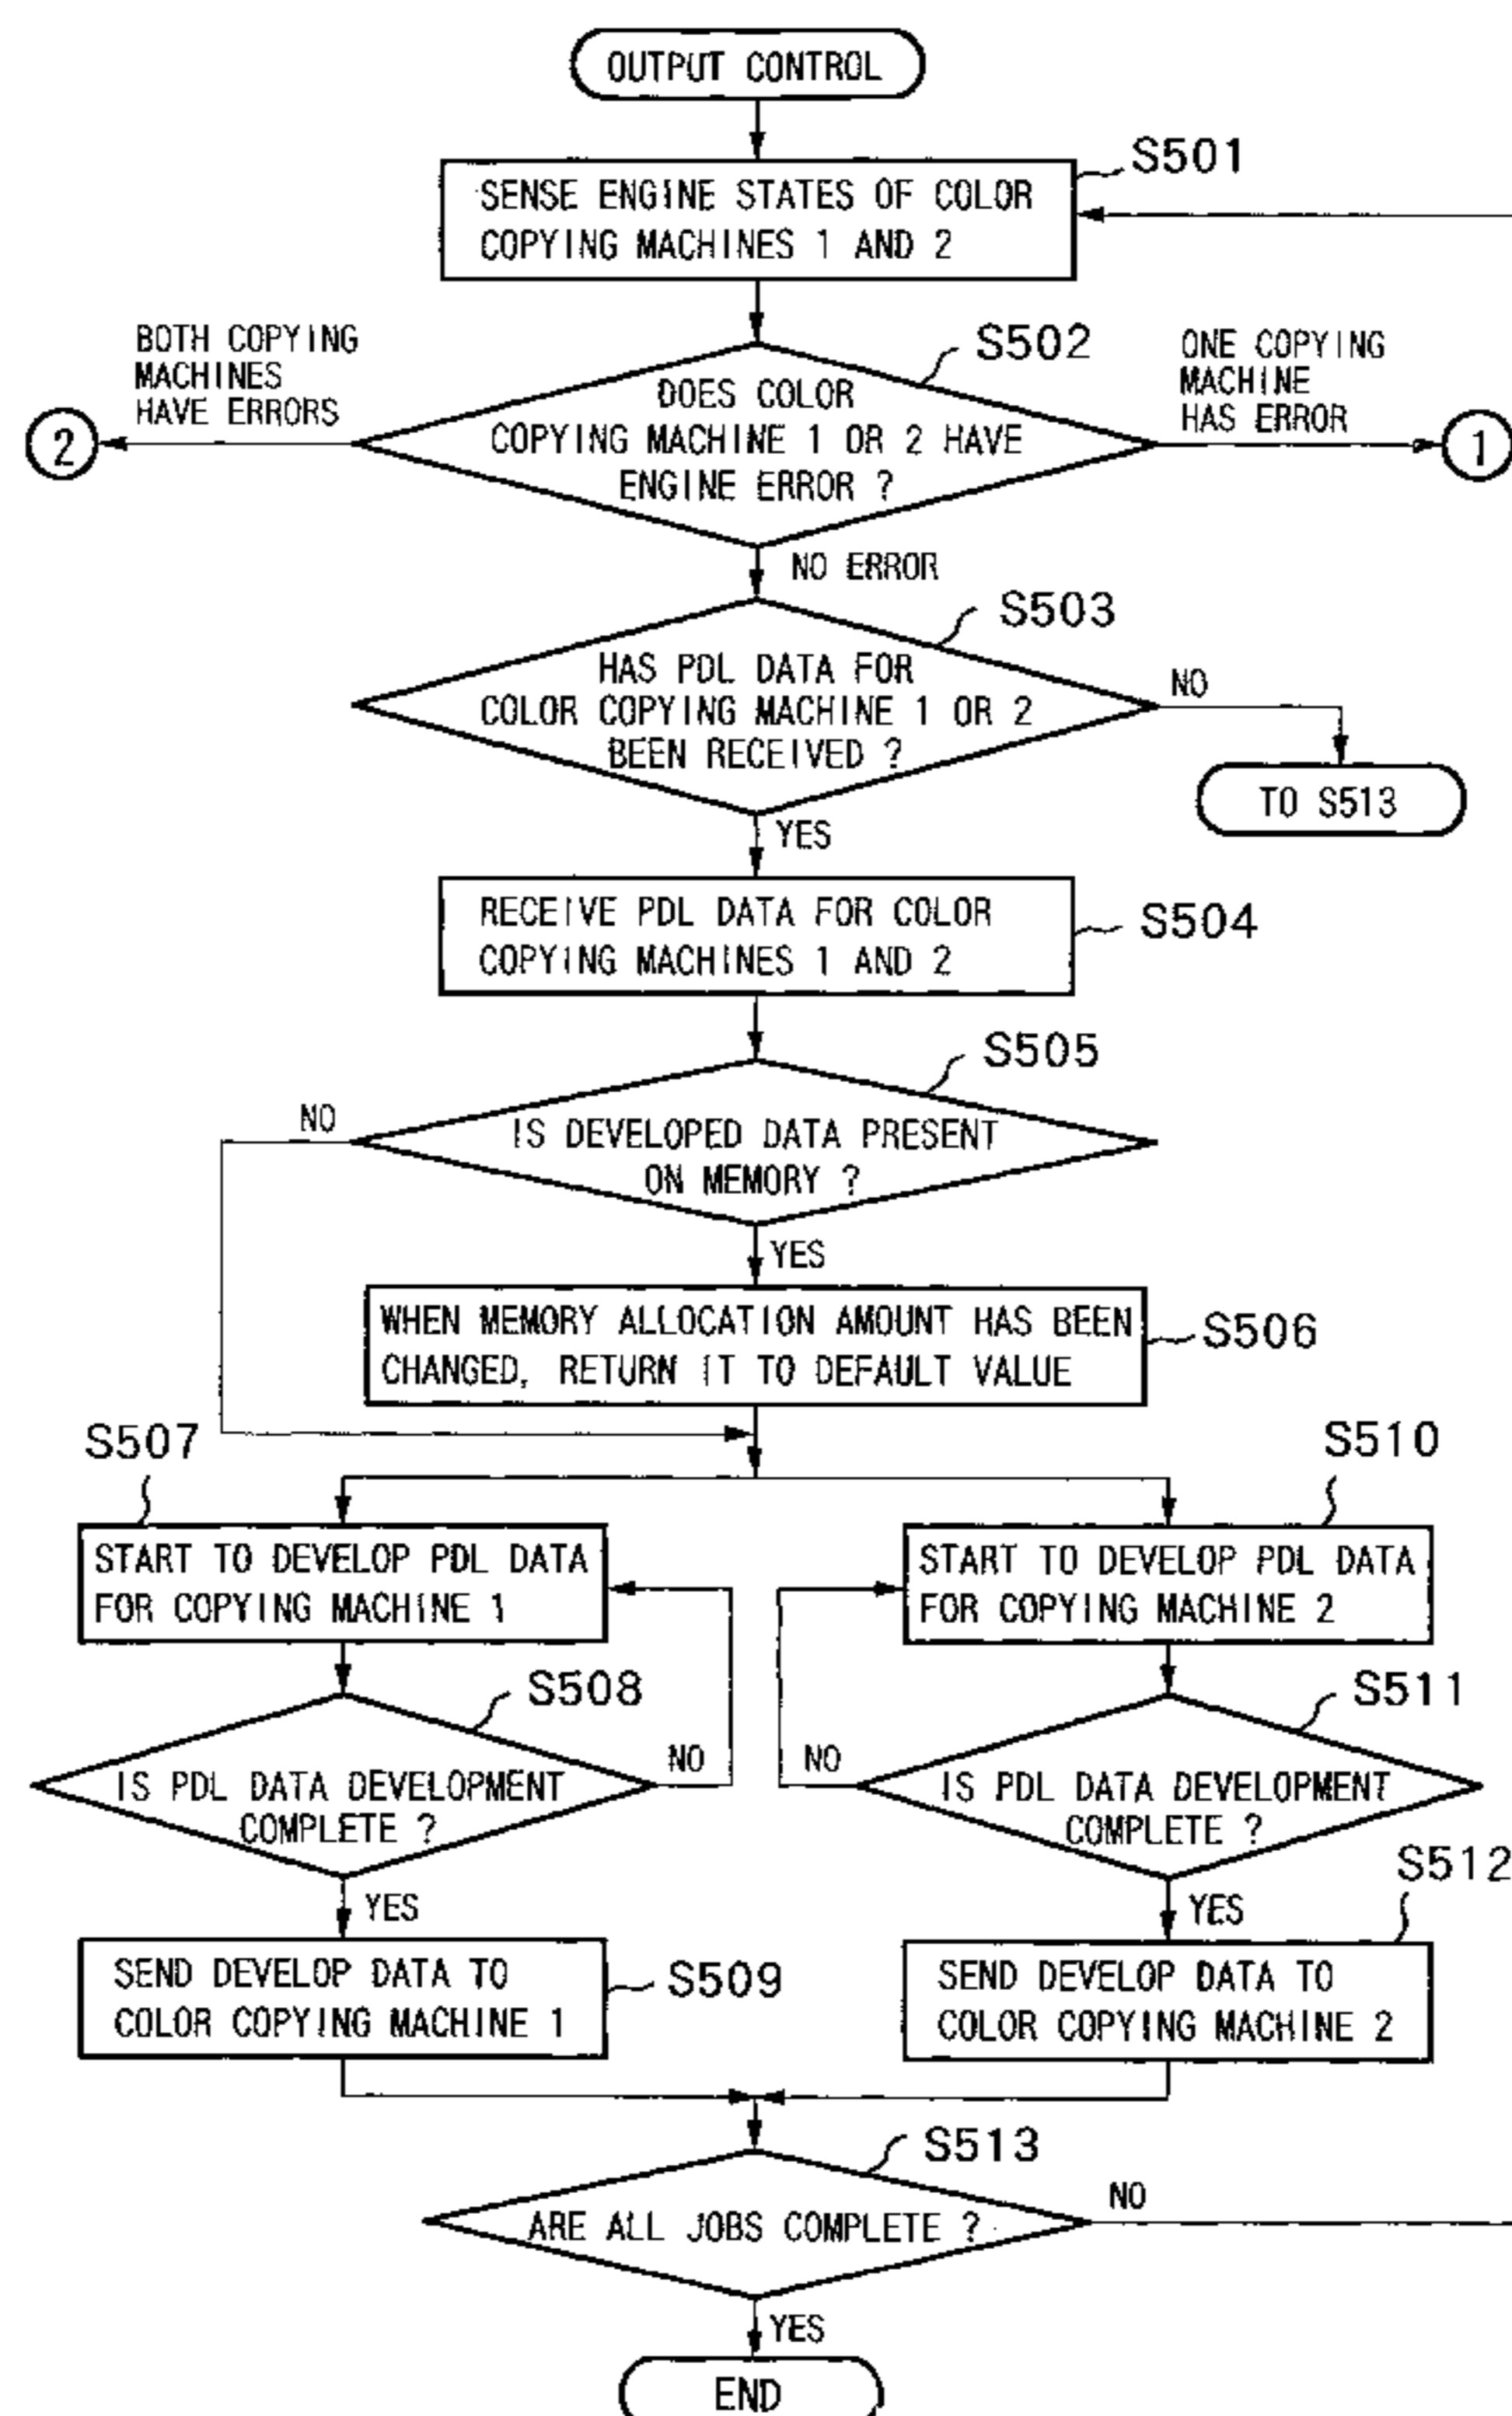 OUTPUT CONTROL
S501
SENSE ENGINE STATES OF COLOR
COPYING MACHINES 1 AND 2
BOTH COPYING
MACHINES
HAVE ERRORS
S502
ONE COPYING
MACHINE
HAS ERROR
DOES COLOR
COPYING MACHINE 1 OR 2 HAVE
ENGINE ERROR ?
2
1
NO ERROR
S503
HAS PDL DATA FOR
COLOR COPYING MACHINE 1 OR 2
BEEN RECEIVED ?
NO
TO S513
YES
RECEIVE PDL DATA FOR COLOR
COPYING MACHINES 1 AND 2
S504
S505
NO
IS DEVELOPED DATA PRESENT
ON MEMORY ?
YES
WHEN MEMORY ALLOCATION AMOUNT HAS BEEN
CHANGED, RETURN IT TO DEFAULT VALUE
S506
S507
S510
START TO DEVELOP PDL DATA
FOR COPYING MACHINE 1
START TO DEVELOP PDL DATA
FOR COPYING MACHINE 2
S508
S511
NO
NO
IS PDL DATA DEVELOPMENT
COMPLETE ?
IS PDL DATA DEVELOPMENT
COMPLETE ?
S512
YES
YES
SEND DEVELOP DATA TO
COLOR COPYING MACHINE 1
S509
SEND DEVELOP DATA TO
COLOR COPYING MACHINE 2
S513
NO
ARE ALL JOBS COMPLETE ?
YES
END